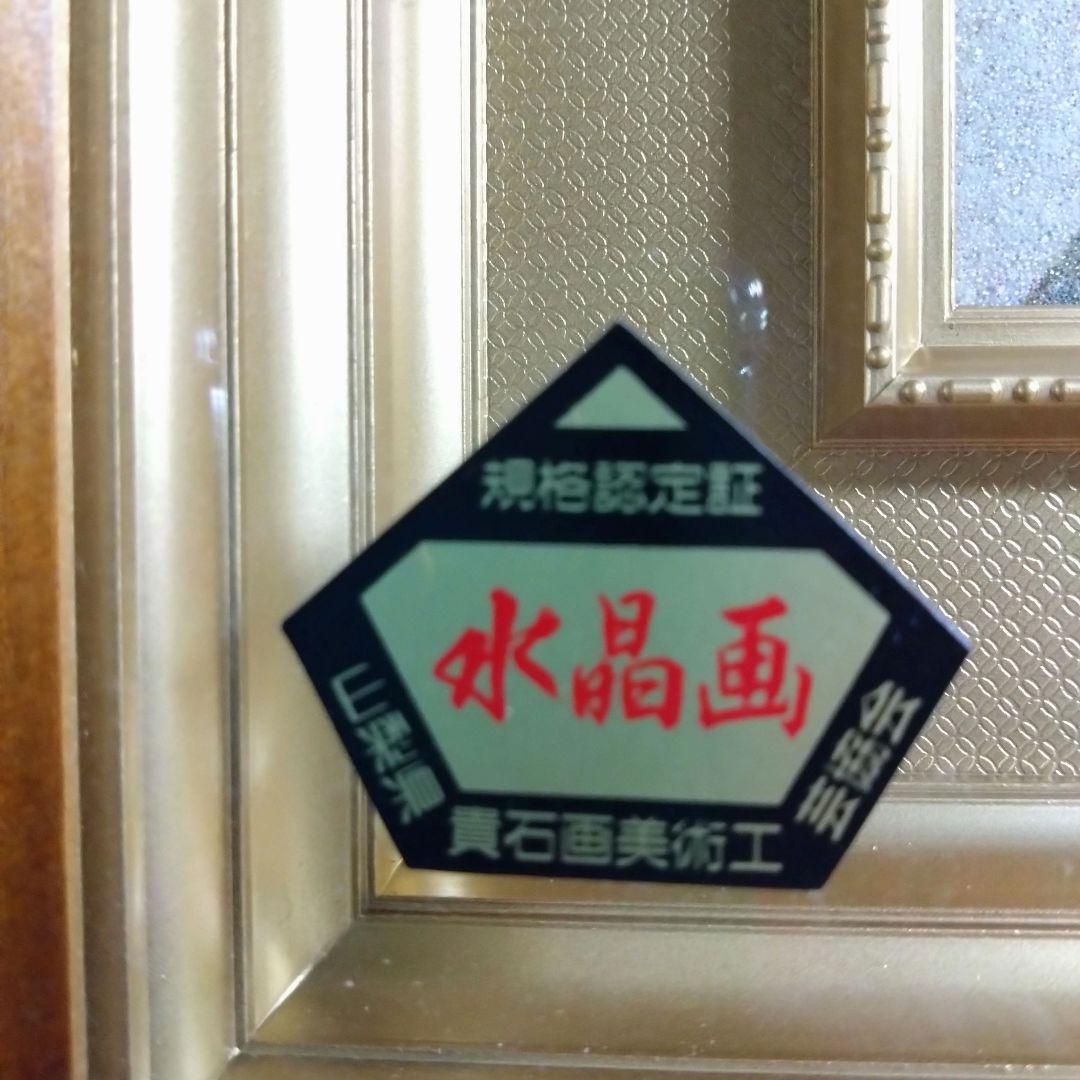 規格認定証
水晶画
山梨県
貴石画美術工
芸協会